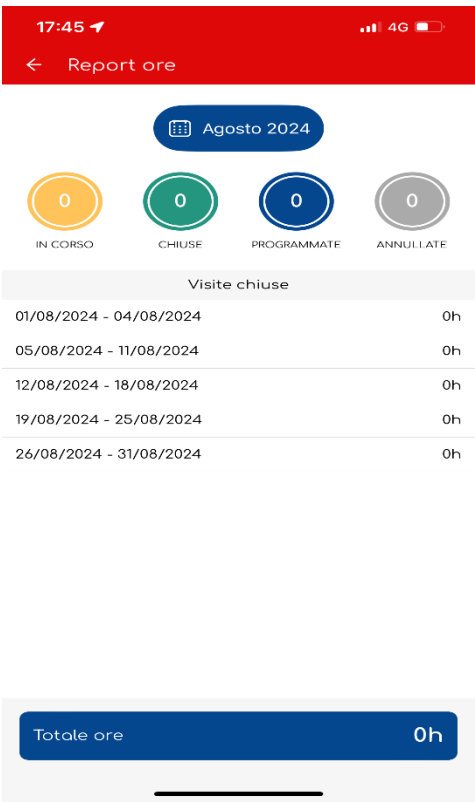 17:45 4G
Report ore
Agosto 2024
0 0 0 0
IN CORSO CHIUSE PROGRAMMATE ANNULLATE
Visite chiuse
01/08/2024 - 04/08/2024 0h
05/08/2024 - 11/08/2024 0h
12/08/2024 - 18/08/2024 0h
19/08/2024 - 25/08/2024 0h
26/08/2024 - 31/08/2024 0h
Totale ore 0h